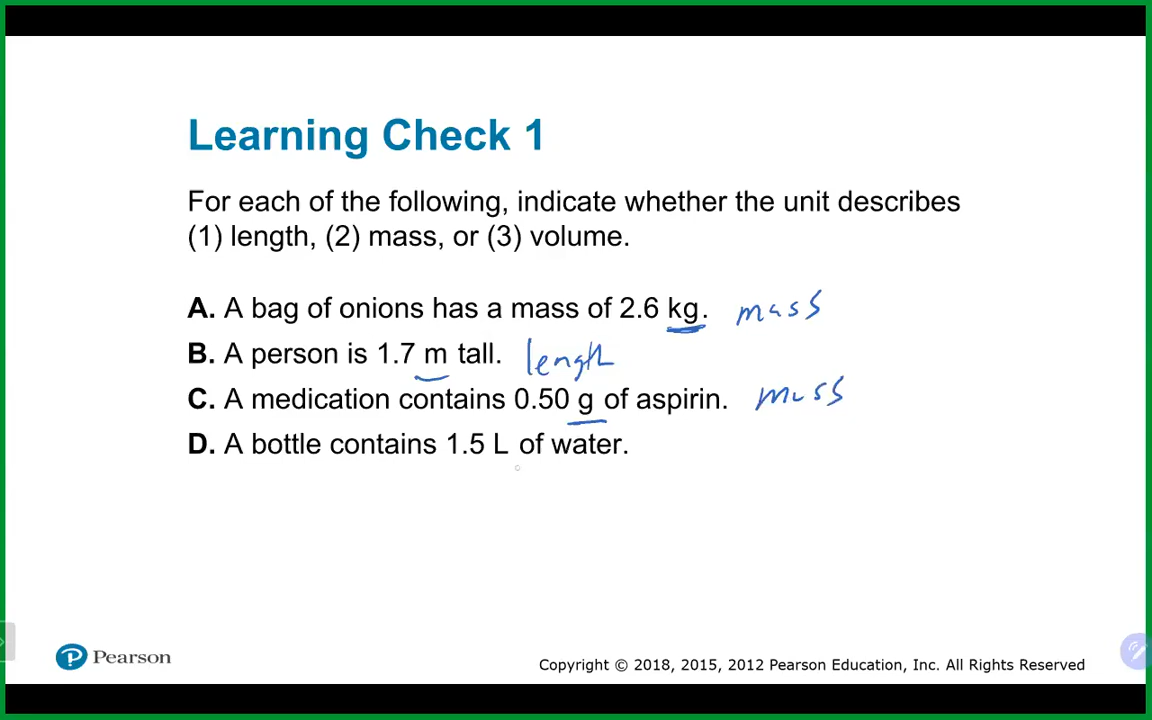 Learning Check 1
For each of the following, indicate whether the unit describes
(1) length, (2) mass, or (3) volume.
A. A bag of onions has a mass of 2.6 kg. mass
B. A person is 1.7 m tall. length
C. A medication contains 0.50 g of aspirin. mass
D. A bottle contains 1.5 L of water.
Pearson
Copyright © 2018, 2015, 2012 Pearson Education, Inc. All Rights Reserved